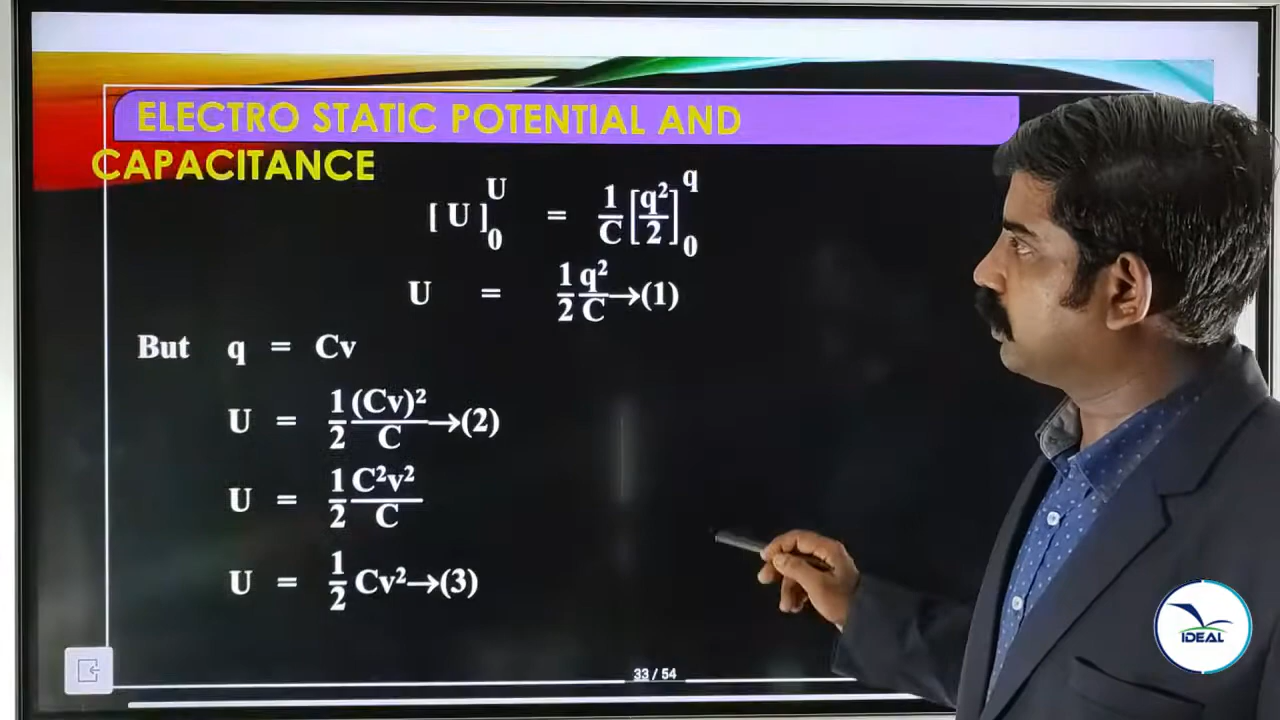 ELECTRO STATIC POTENTIAL AND
CAPACITANCE
[ U ]₀ᵁ = 1/C [q²/2]₀^q
U = 1/2 q²/C →(1)
But q = Cv
U = 1/2 (Cv)²/C →(2)
U = 1/2 C²v²/C
U = 1/2 Cv² →(3)
33 / 54
IDEAL